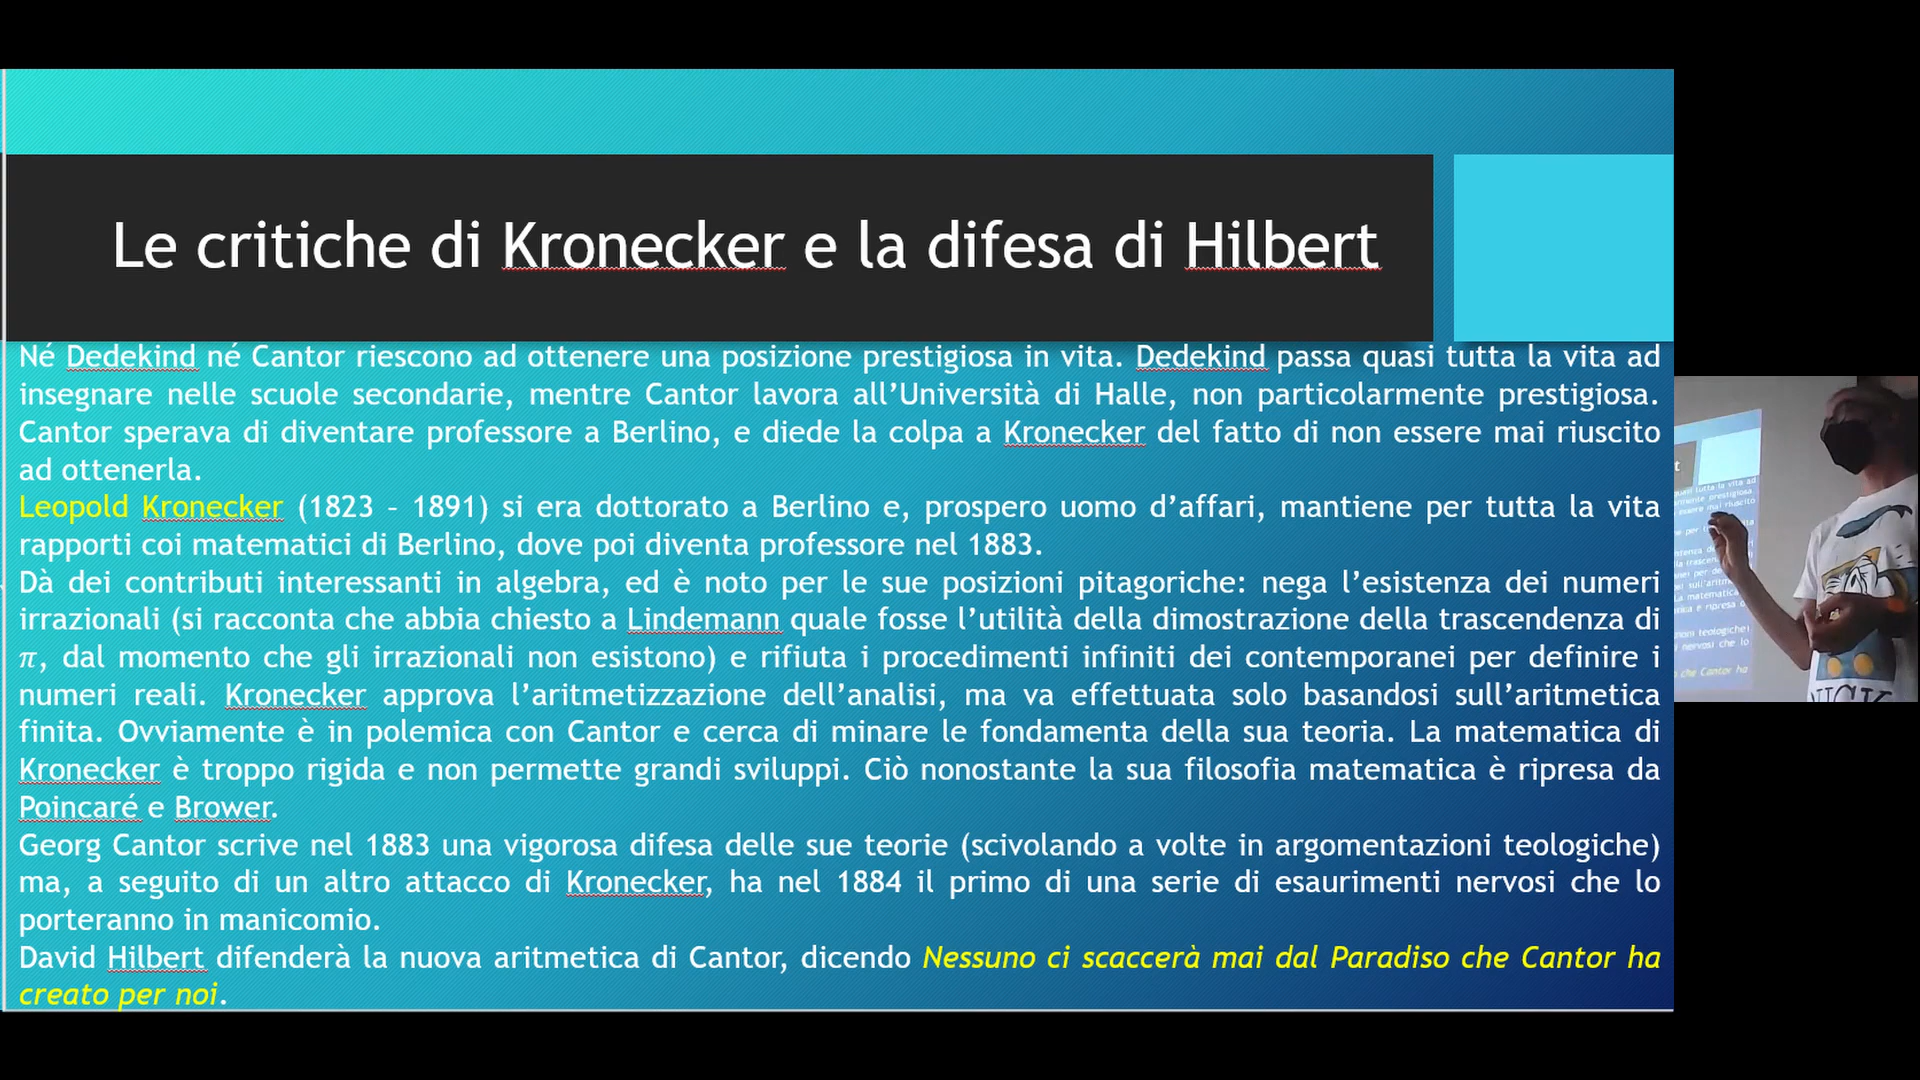 Le critiche di Kronecker e la difesa di Hilbert
Né Dedekind né Cantor riescono ad ottenere una posizione prestigiosa in vita. Dedekind passa quasi tutta la vita ad
insegnare nelle scuole secondarie, mentre Cantor lavora all’Università di Halle, non particolarmente prestigiosa.
Cantor sperava di diventare professore a Berlino, e diede la colpa a Kronecker del fatto di non essere mai riuscito
ad ottenerla.
Leopold Kronecker (1823 – 1891) si era dottorato a Berlino e, prospero uomo d’affari, mantiene per tutta la vita
rapporti coi matematici di Berlino, dove poi diventa professore nel 1883.
Dà dei contributi interessanti in algebra, ed è noto per le sue posizioni pitagoriche: nega l’esistenza dei numeri
irrazionali (si racconta che abbia chiesto a Lindemann quale fosse l’utilità della dimostrazione della trascendenza di
π, dal momento che gli irrazionali non esistono) e rifiuta i procedimenti infiniti dei contemporanei per definire i
numeri reali. Kronecker approva l’aritmetizzazione dell’analisi, ma va effettuata solo basandosi sull’aritmetica
finita. Ovviamente è in polemica con Cantor e cerca di minare le fondamenta della sua teoria. La matematica di
Kronecker è troppo rigida e non permette grandi sviluppi. Ciò nonostante la sua filosofia matematica è ripresa da
Poincaré e Brower.
Georg Cantor scrive nel 1883 una vigorosa difesa delle sue teorie (scivolando a volte in argomentazioni teologiche)
ma, a seguito di un altro attacco di Kronecker, ha nel 1884 il primo di una serie di esaurimenti nervosi che lo
porteranno in manicomio.
David Hilbert difenderà la nuova aritmetica di Cantor, dicendo Nessuno ci scaccerà mai dal Paradiso che Cantor ha
creato per noi.